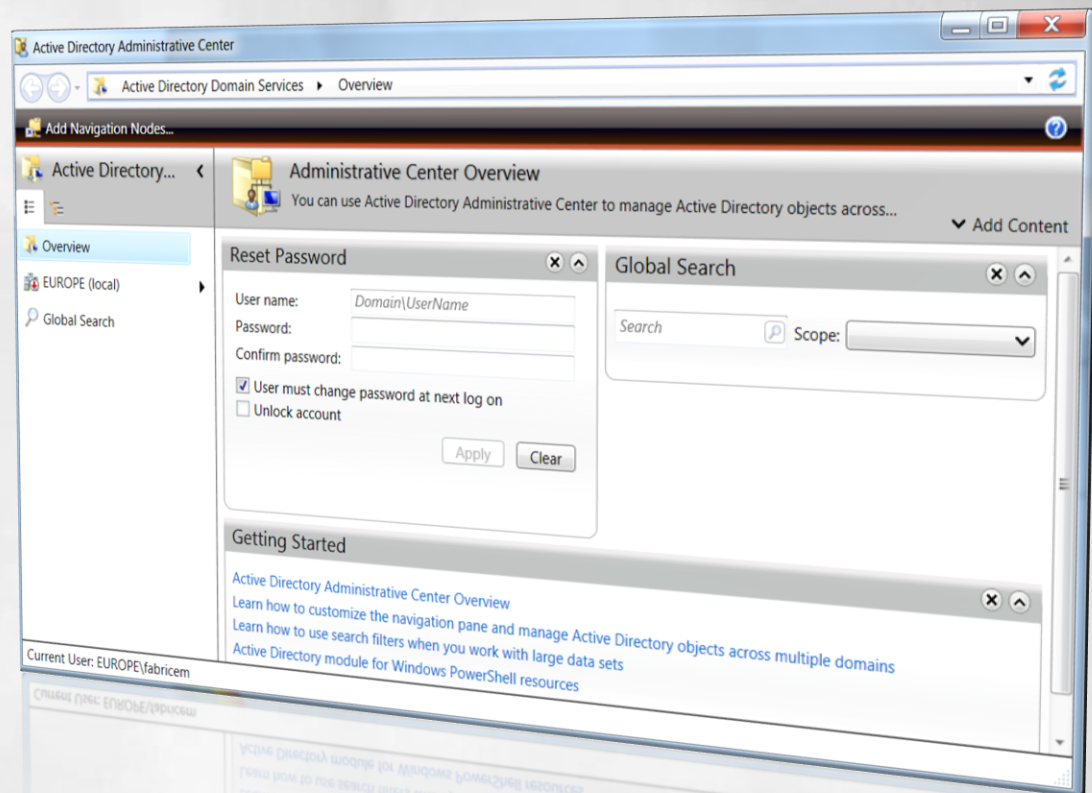 Active Directory Administrative Center
Active Directory Domain Services Overview
Add Navigation Nodes...
Active Directory...
Overview
EUROPE (local)
Global Search
Administrative Center Overview
You can use Active Directory Administrative Center to manage Active Directory objects across...
Add Content
Reset Password
User name: Domain\UserName
Password:
Confirm password:
User must change password at next log on
Unlock account
Apply Clear
Global Search
Search Scope:
Getting Started
Active Directory Administrative Center Overview
Learn how to customize the navigation pane and manage Active Directory objects across multiple domains
Learn how to use search filters when you work with large data sets
Active Directory module for Windows PowerShell resources
Current User: EUROPE\fabricem